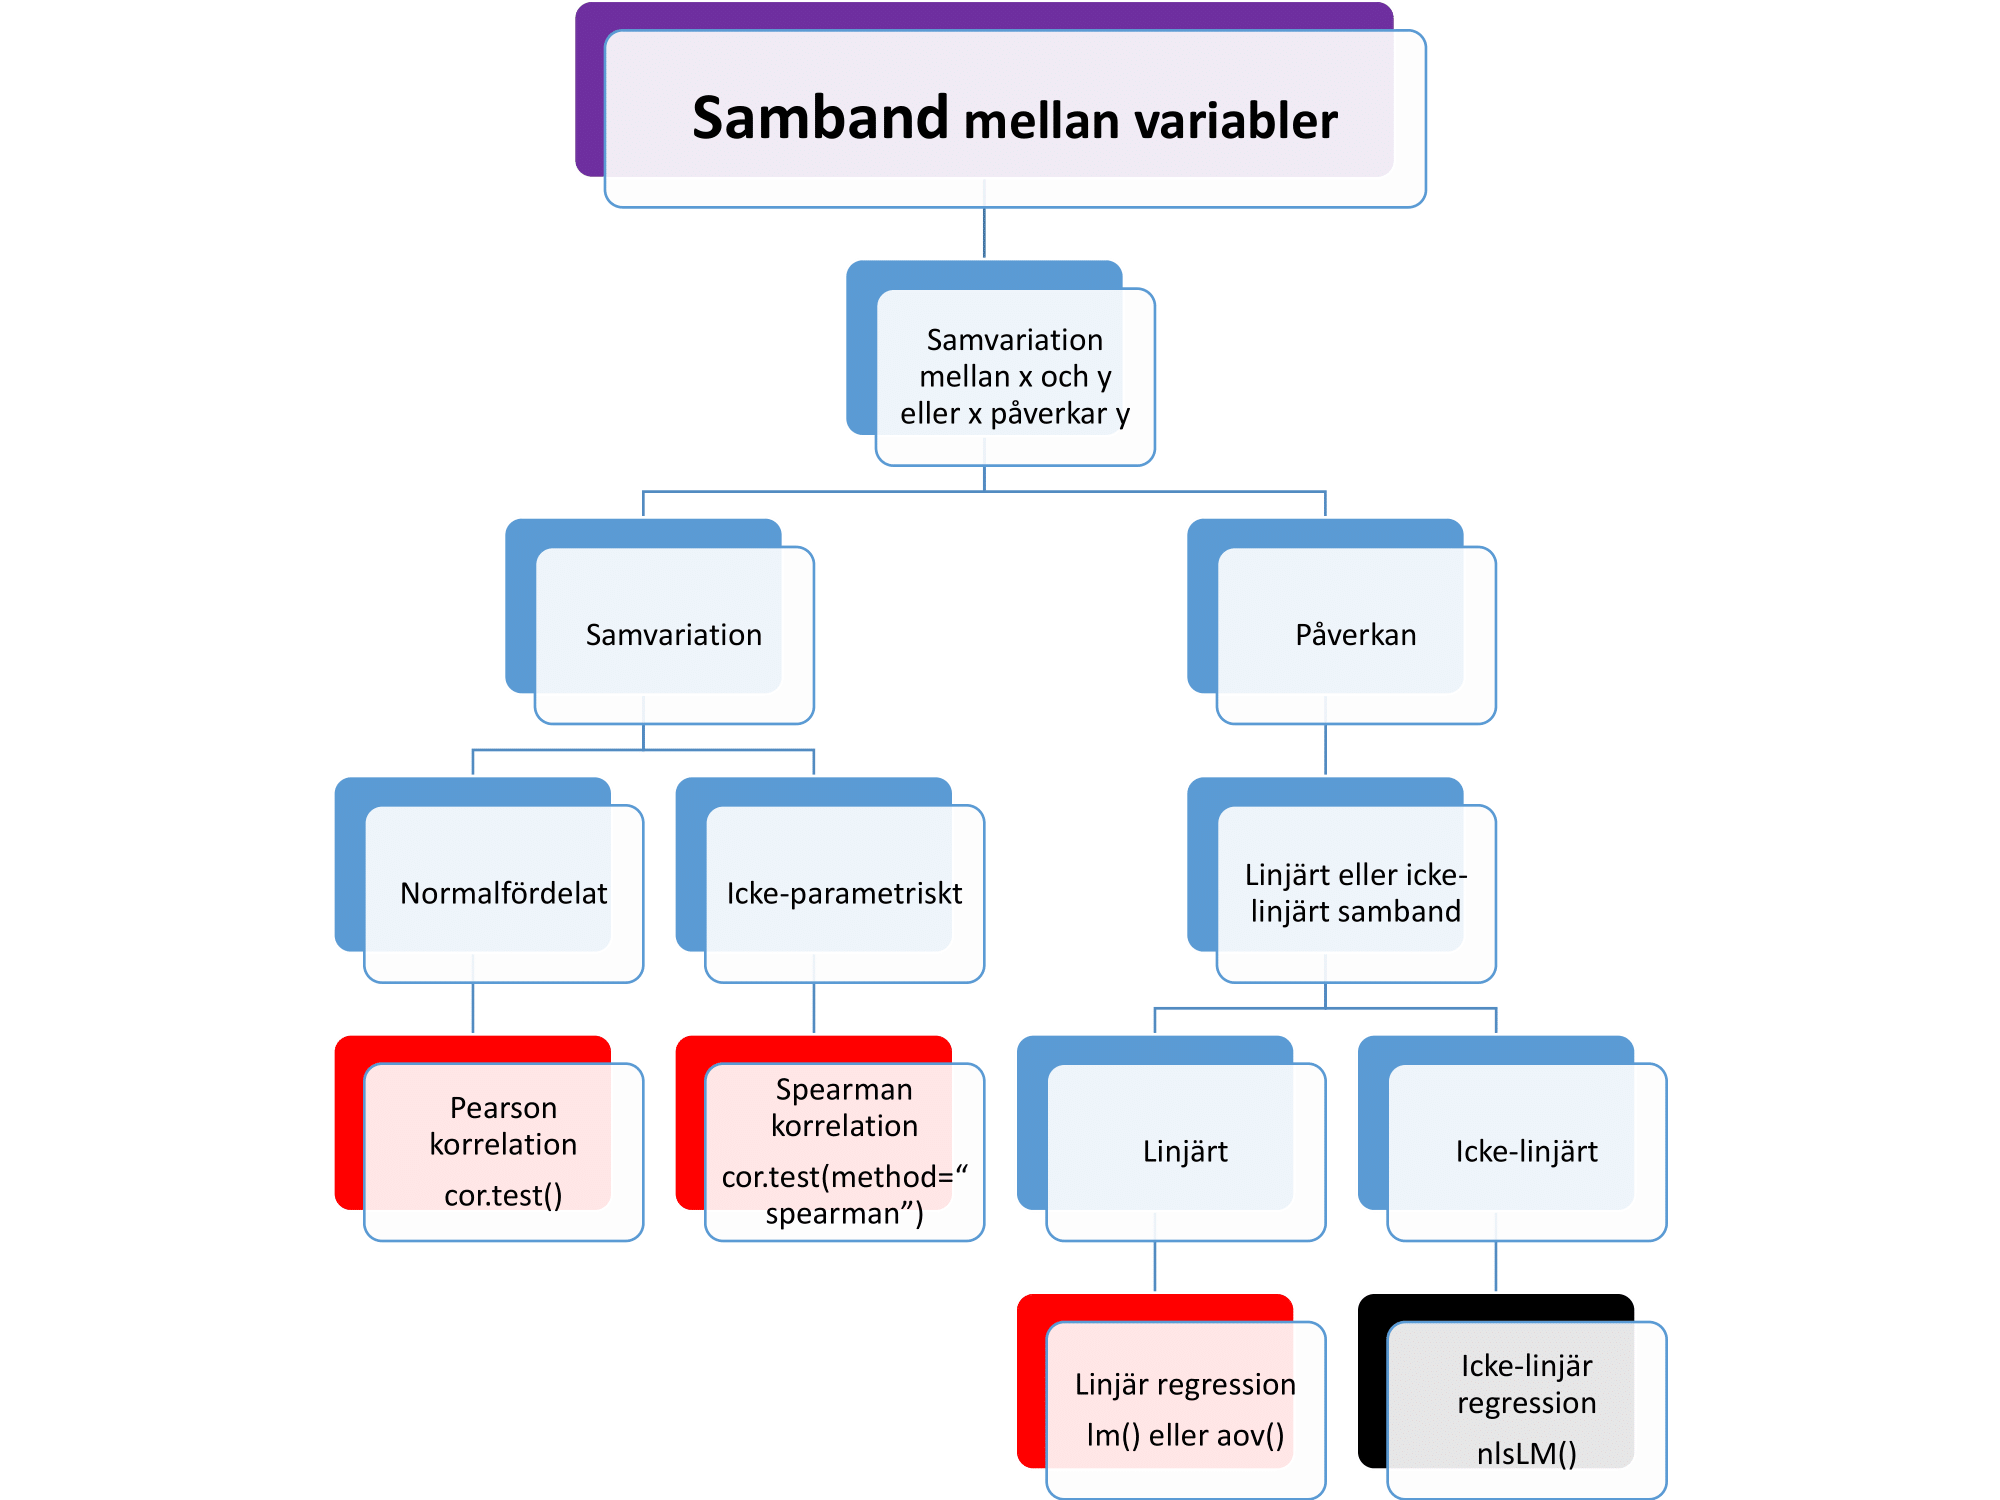 Samband mellan variabler
Samvariation
mellan x och y
eller x påverkar y
Samvariation
Påverkan
Normalfördelat
Icke-parametriskt
Linjärt eller icke-
linjärt samband
Pearson
korrelation
cor.test()
Spearman
korrelation
cor.test(method=“
spearman”)
Linjärt
Icke-linjärt
Linjär regression
lm() eller aov()
Icke-linjär
regression
nlsLM()